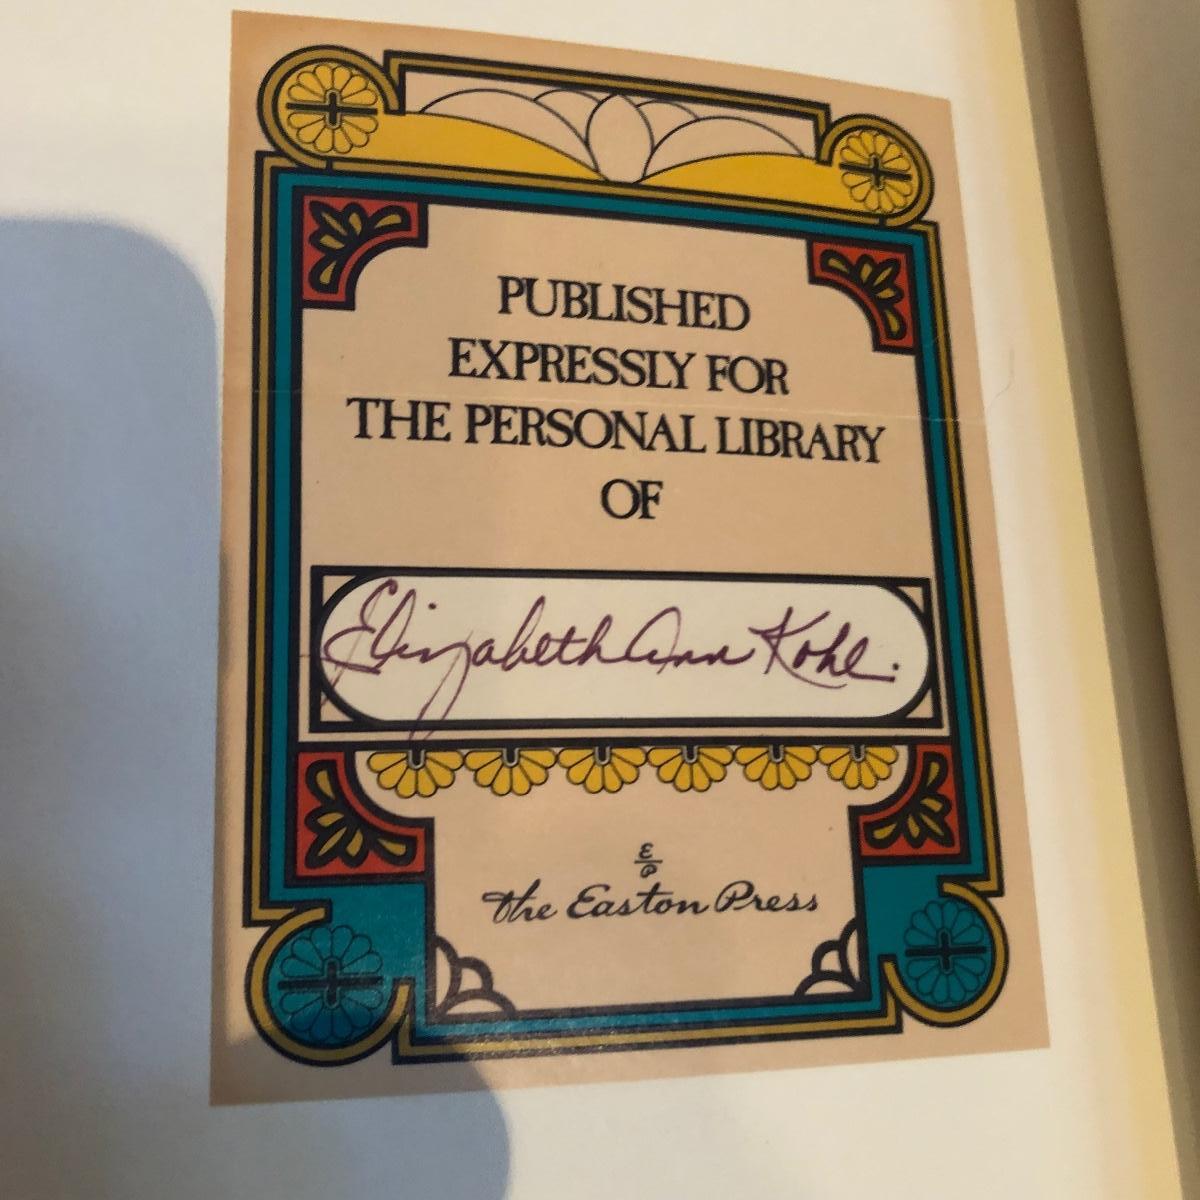 PUBLISHED
EXPRESSLY FOR
THE PERSONAL LIBRARY
OF
Elizabeth Ann Kohl.
ε
ρ
The Easton Press